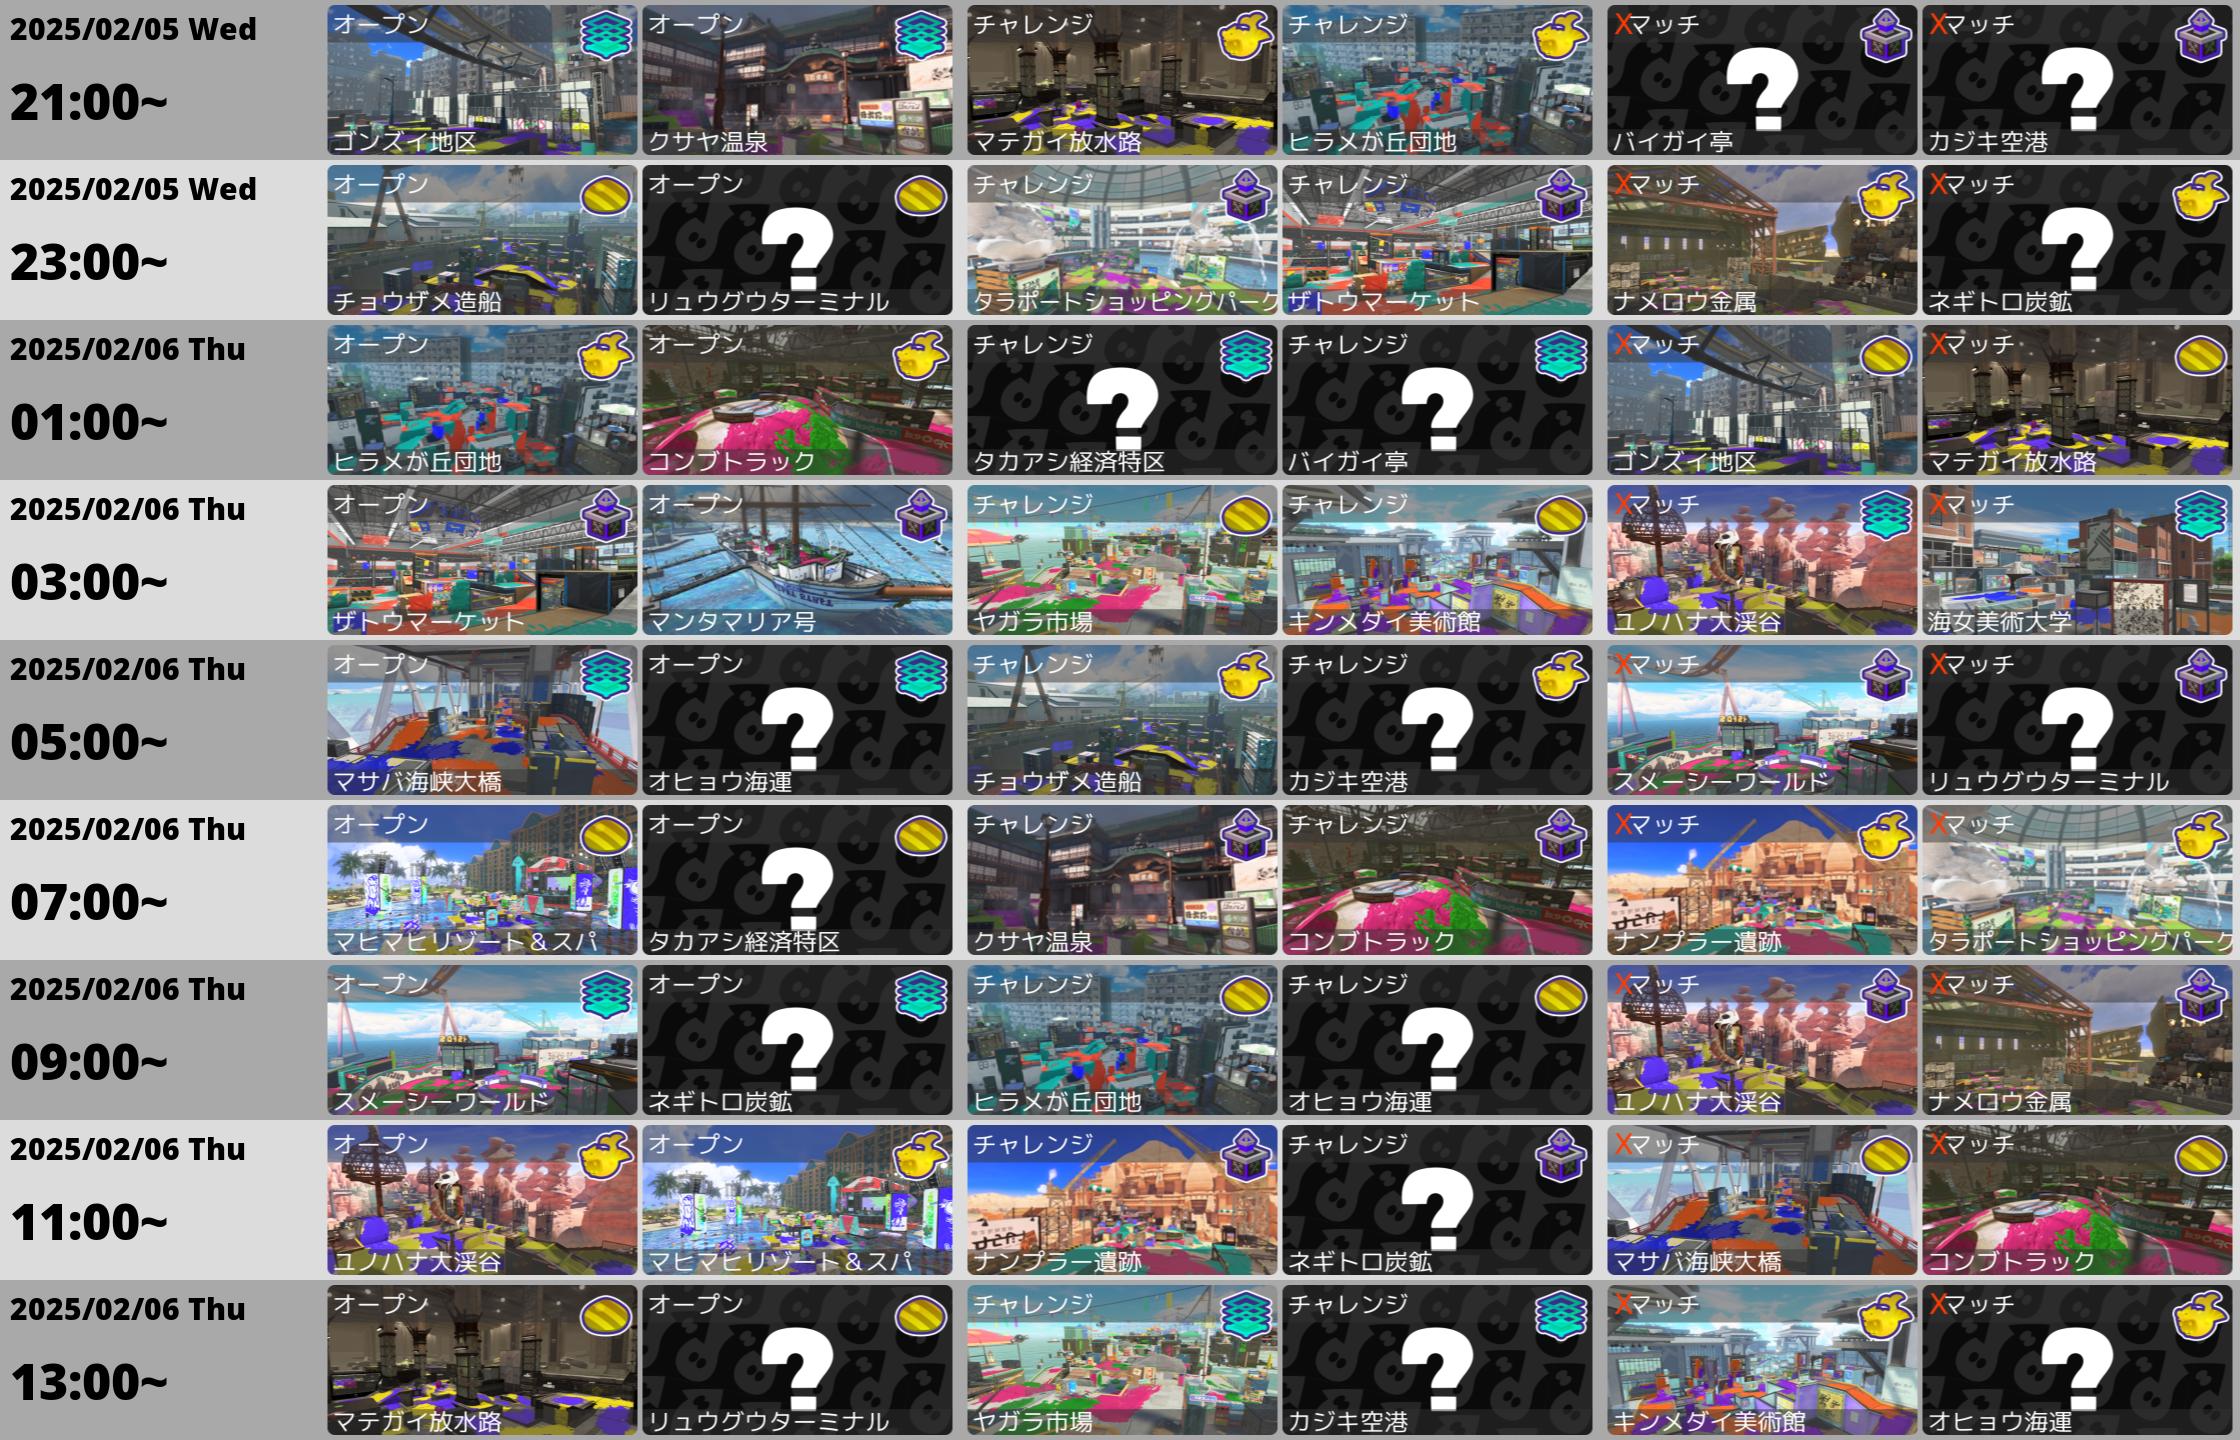 2025/02/05 Wed
21:00~
オープン
ゴンズイ地区
オープン
クサヤ温泉
チャレンジ
マテガイ放水路
チャレンジ
ヒラメが丘団地
Xマッチ
バイガイ亭
Xマッチ
カジキ空港
2025/02/05 Wed
23:00~
オープン
チョウザメ造船
オープン
リュウグウターミナル
チャレンジ
タラポートショッピングパーク
チャレンジ
ザトウマーケット
Xマッチ
ナメロウ金属
Xマッチ
ネギトロ炭鉱
2025/02/06 Thu
01:00~
オープン
ヒラメが丘団地
オープン
コンブトラック
チャレンジ
タカアシ経済特区
チャレンジ
バイガイ亭
Xマッチ
ゴンズイ地区
Xマッチ
マテガイ放水路
2025/02/06 Thu
03:00~
オープン
ザトウマーケット
オープン
マンタマリア号
チャレンジ
ヤガラ市場
チャレンジ
キンメダイ美術館
Xマッチ
ユノハナ大渓谷
Xマッチ
海女美術大学
2025/02/06 Thu
05:00~
オープン
マサバ海峡大橋
オープン
オヒョウ海運
チャレンジ
チョウザメ造船
チャレンジ
カジキ空港
Xマッチ
スメーシーワールド
Xマッチ
リュウグウターミナル
2025/02/06 Thu
07:00~
オープン
マヒマヒリゾート＆スパ
オープン
タカアシ経済特区
チャレンジ
クサヤ温泉
チャレンジ
コンブトラック
Xマッチ
ナンプラー遺跡
Xマッチ
タラポートショッピングパーク
2025/02/06 Thu
09:00~
オープン
スメーシーワールド
オープン
ネギトロ炭鉱
チャレンジ
ヒラメが丘団地
チャレンジ
オヒョウ海運
Xマッチ
ユノハナ大渓谷
Xマッチ
ナメロウ金属
2025/02/06 Thu
11:00~
オープン
ユノハナ大渓谷
オープン
マヒマヒリゾート＆スパ
チャレンジ
ナンプラー遺跡
チャレンジ
ネギトロ炭鉱
Xマッチ
マサバ海峡大橋
Xマッチ
コンブトラック
2025/02/06 Thu
13:00~
オープン
マテガイ放水路
オープン
リュウグウターミナル
チャレンジ
ヤガラ市場
チャレンジ
カジキ空港
Xマッチ
キンメダイ美術館
Xマッチ
オヒョウ海運